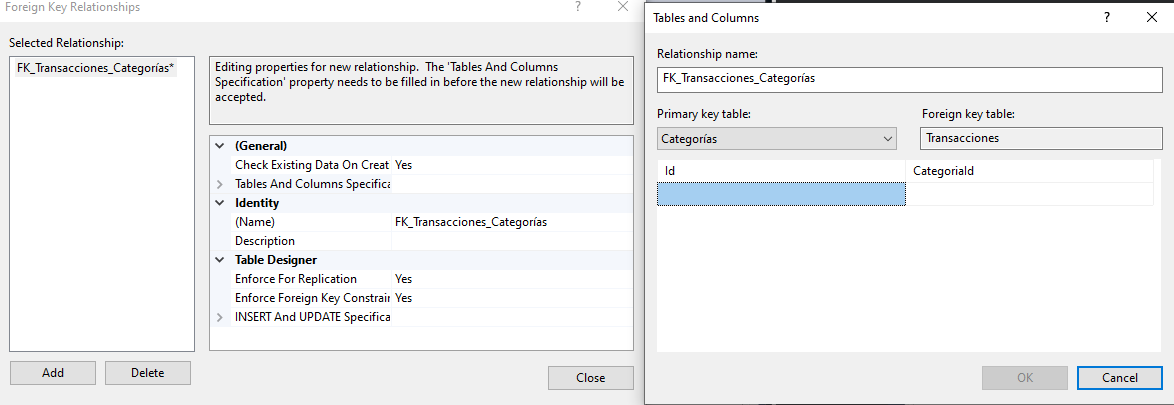 Foreign Key Relationships
?
Selected Relationship:
FK_Transacciones_Categorías*
Editing properties for new relationship. The 'Tables And Columns
Specification' property needs to be filled in before the new relationship will be
accepted.
(General)
Check Existing Data On Creat Yes
Tables And Columns Specifica
Identity
(Name) FK_Transacciones_Categorías
Description
Table Designer
Enforce For Replication Yes
Enforce Foreign Key Constrain Yes
INSERT And UPDATE Specifica
Add Delete
Close
Tables and Columns
?
Relationship name:
FK_Transacciones_Categorías
Primary key table: Foreign key table:
Categorías Transacciones
Id CategoriaId
OK Cancel